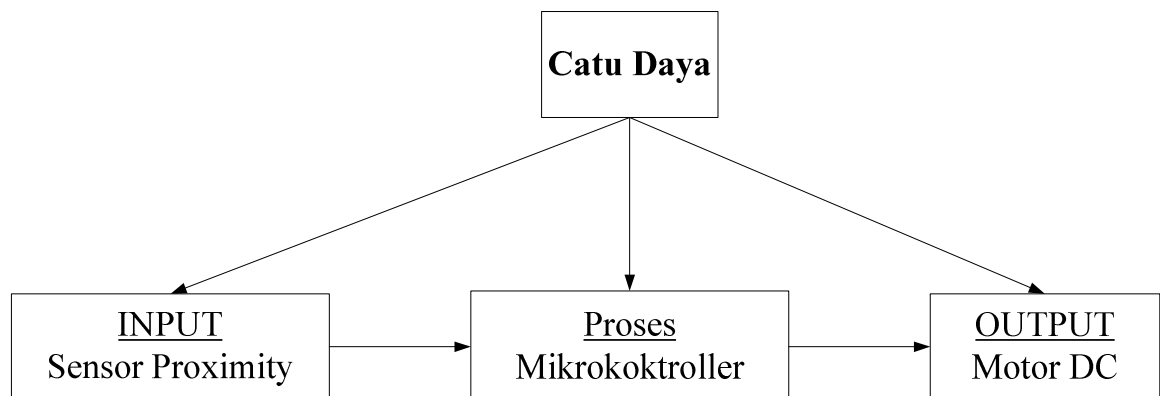 Catu Daya
INPUT
Sensor Proximity
Proses
Mikrokoktroller
OUTPUT
Motor DC